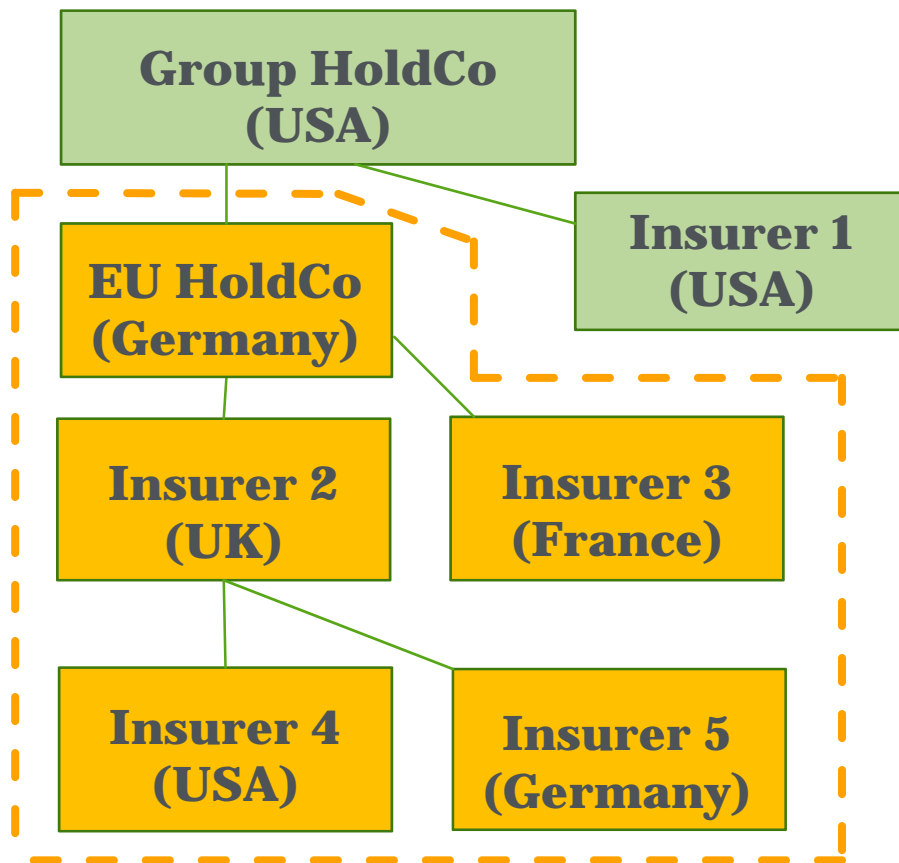 Group HoldCo
(USA)
Insurer 1
(USA)
EU HoldCo
(Germany)
Insurer 2
(UK)
Insurer 3
(France)
Insurer 4
(USA)
Insurer 5
(Germany)